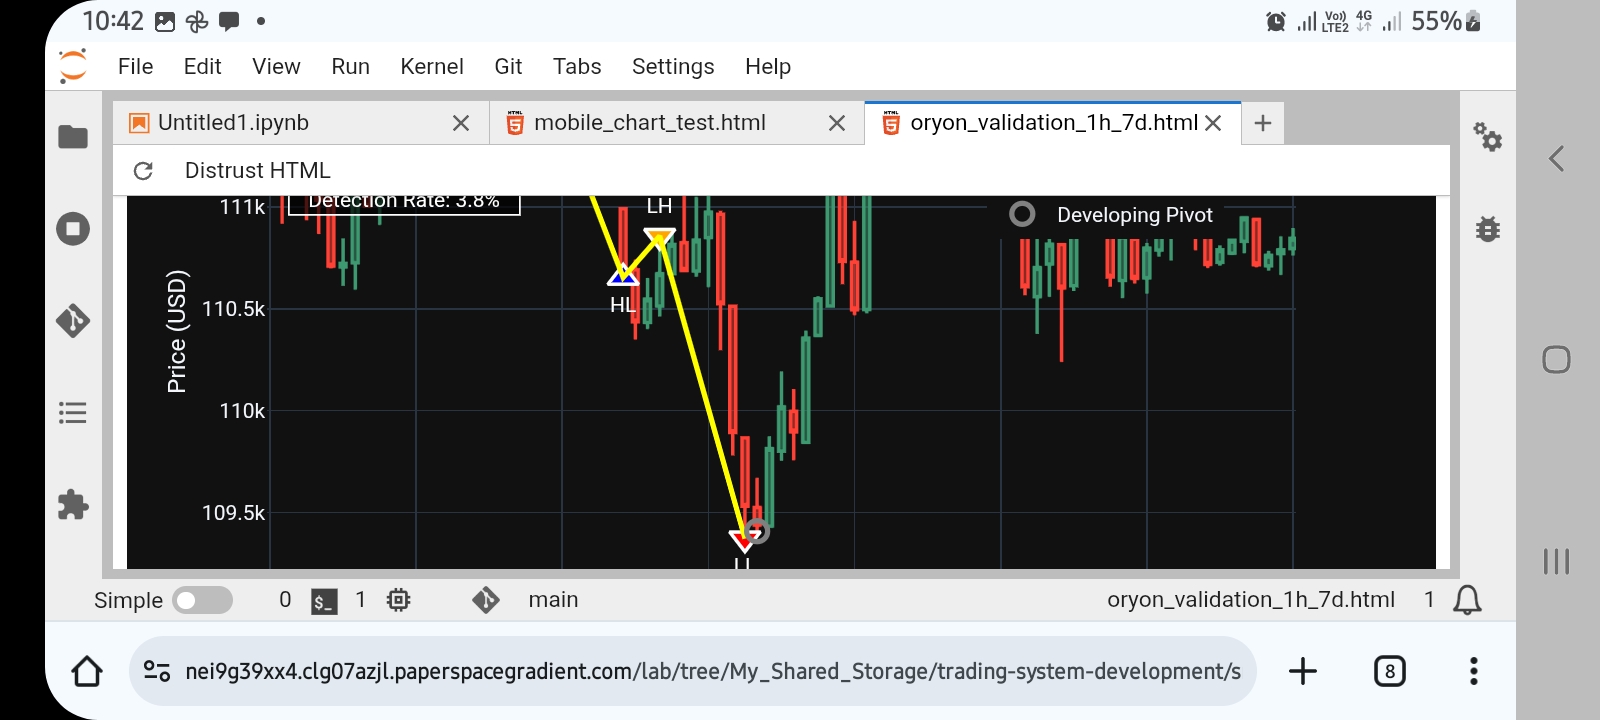 10:42
Vo)) LTE2 4G 55%
File Edit View Run Kernel Git Tabs Settings Help
Untitled1.ipynb
mobile_chart_test.html
oryon_validation_1h_7d.html
Distrust HTML
Detection Rate: 3.8%
111k
LH
Developing Pivot
HL
110.5k
Price (USD)
110k
109.5k
LL
Simple 0 $_ 1 main oryon_validation_1h_7d.html 1
nei9g39xx4.clg07azjl.paperspacegradient.com/lab/tree/My_Shared_Storage/trading-system-development/s
8